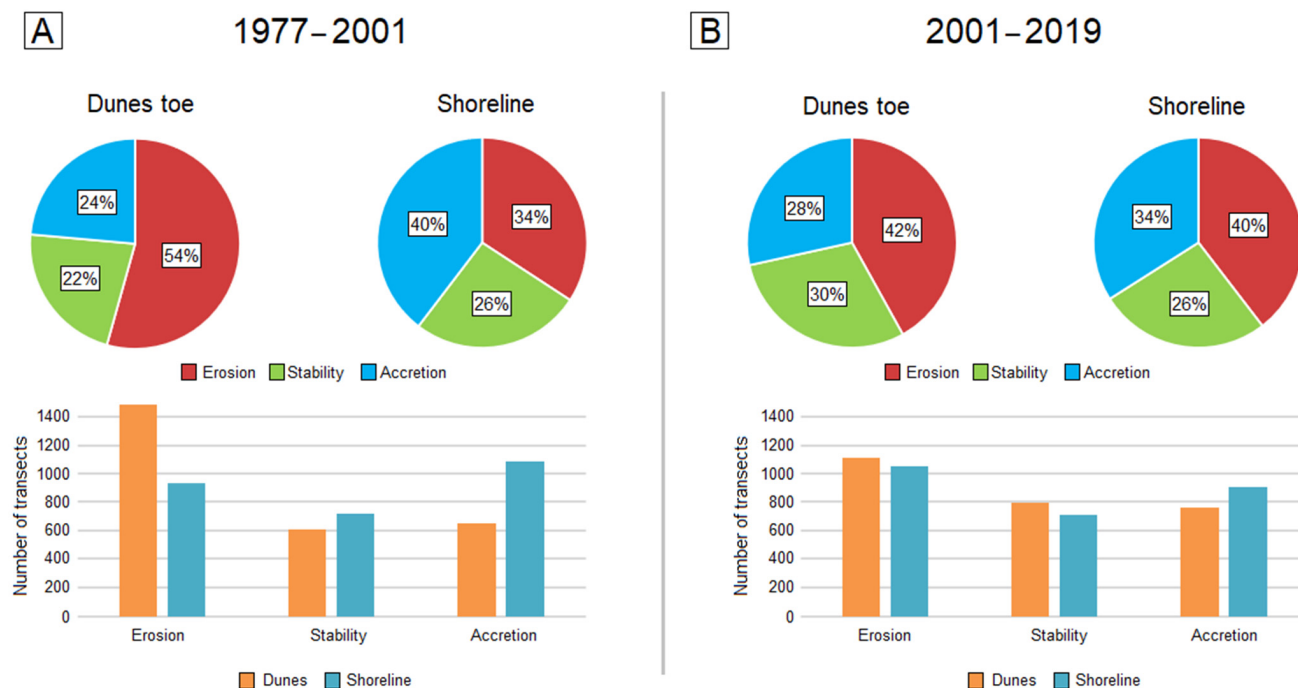 A
1977–2001
Dunes toe
Shoreline
24%
54%
22%
40%
34%
26%
Erosion
Stability
Accretion
Number of transects
1400
1200
1000
800
600
400
200
0
Erosion
Stability
Accretion
Dunes
Shoreline
B
2001–2019
Dunes toe
Shoreline
28%
42%
30%
34%
40%
26%
Erosion
Stability
Accretion
Number of transects
1400
1200
1000
800
600
400
200
0
Erosion
Stability
Accretion
Dunes
Shoreline